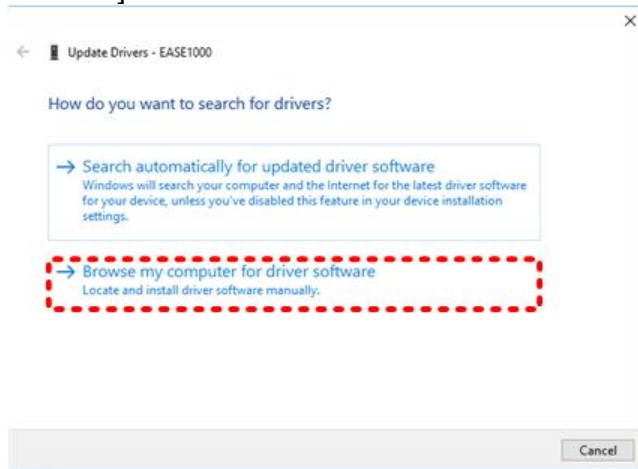 Update Drivers - EASE1000
How do you want to search for drivers?
Search automatically for updated driver software
Windows will search your computer and the Internet for the latest driver software
for your device, unless you've disabled this feature in your device installation
settings.
Browse my computer for driver software
Locate and install driver software manually.
Cancel